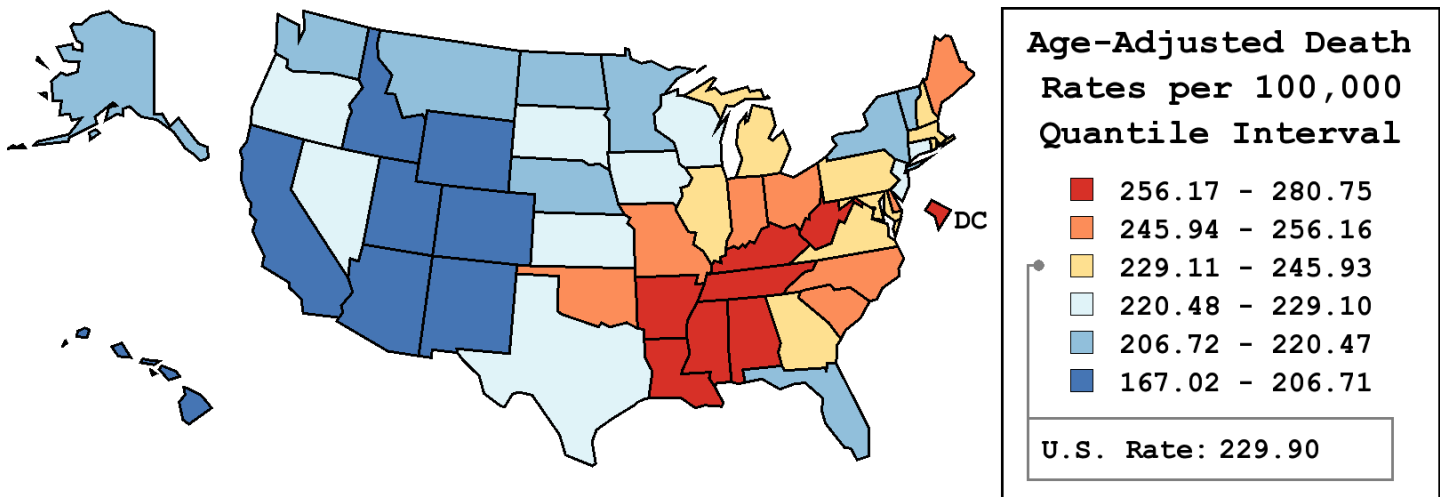 Age-Adjusted Death
Rates per 100,000
Quantile Interval
256.17 - 280.75
DC
245.94 - 256.16
229.11 - 245.93
220.48 - 229.10
206.72 - 220.47
167.02 - 206.71
U.S. Rate: 229.90